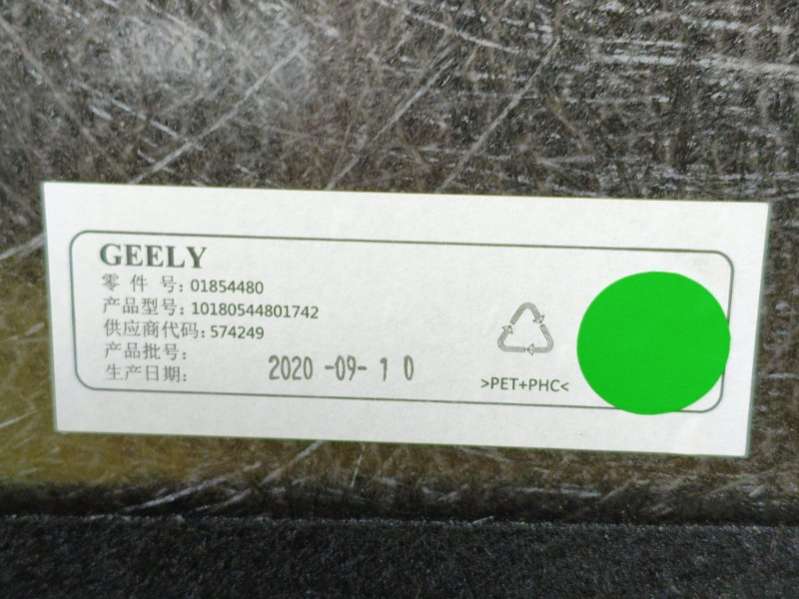 GEELY
零 件 号: 01854480
产品型号: 10180544801742
供应商代码: 574249
产品批号:
生产日期: 2020 -09- 1 0
>PET+PHC<